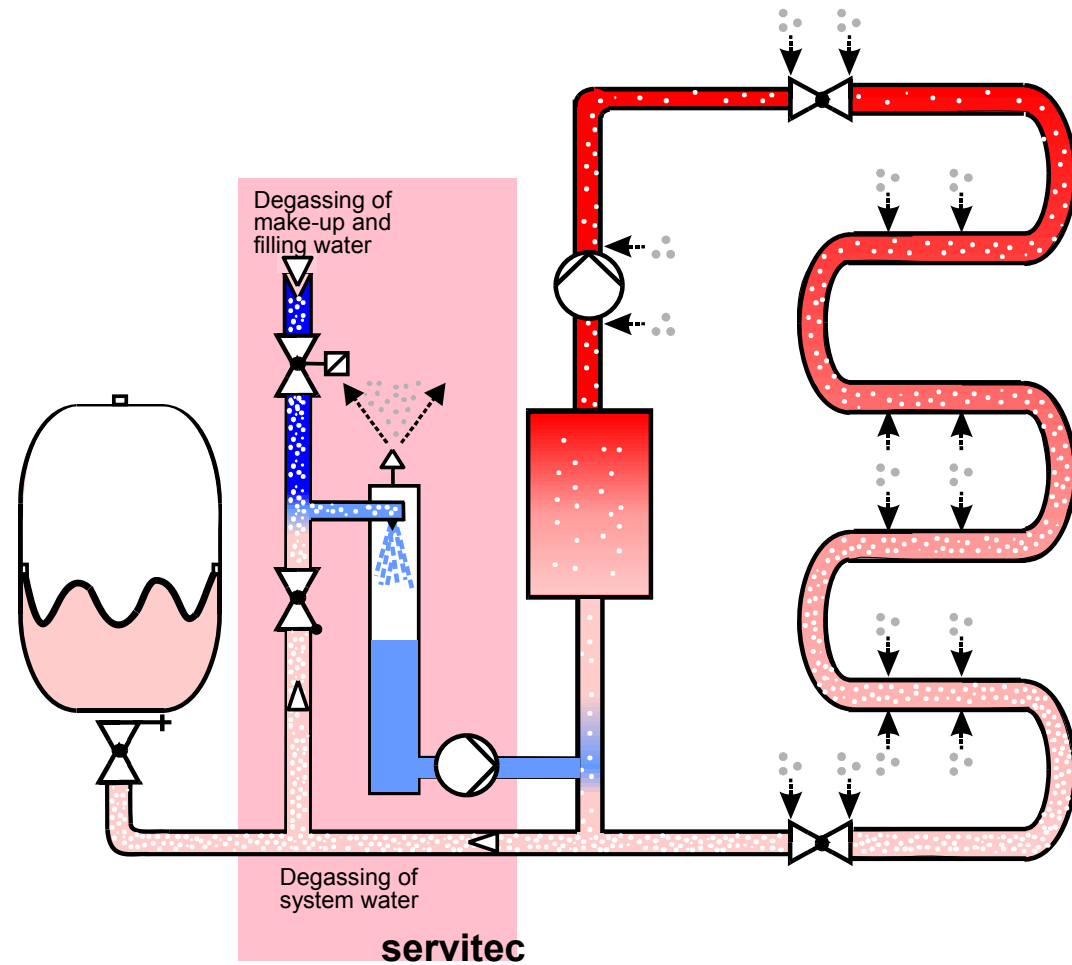 Degassing of
make-up and
filling water
Degassing of
system water
servitec